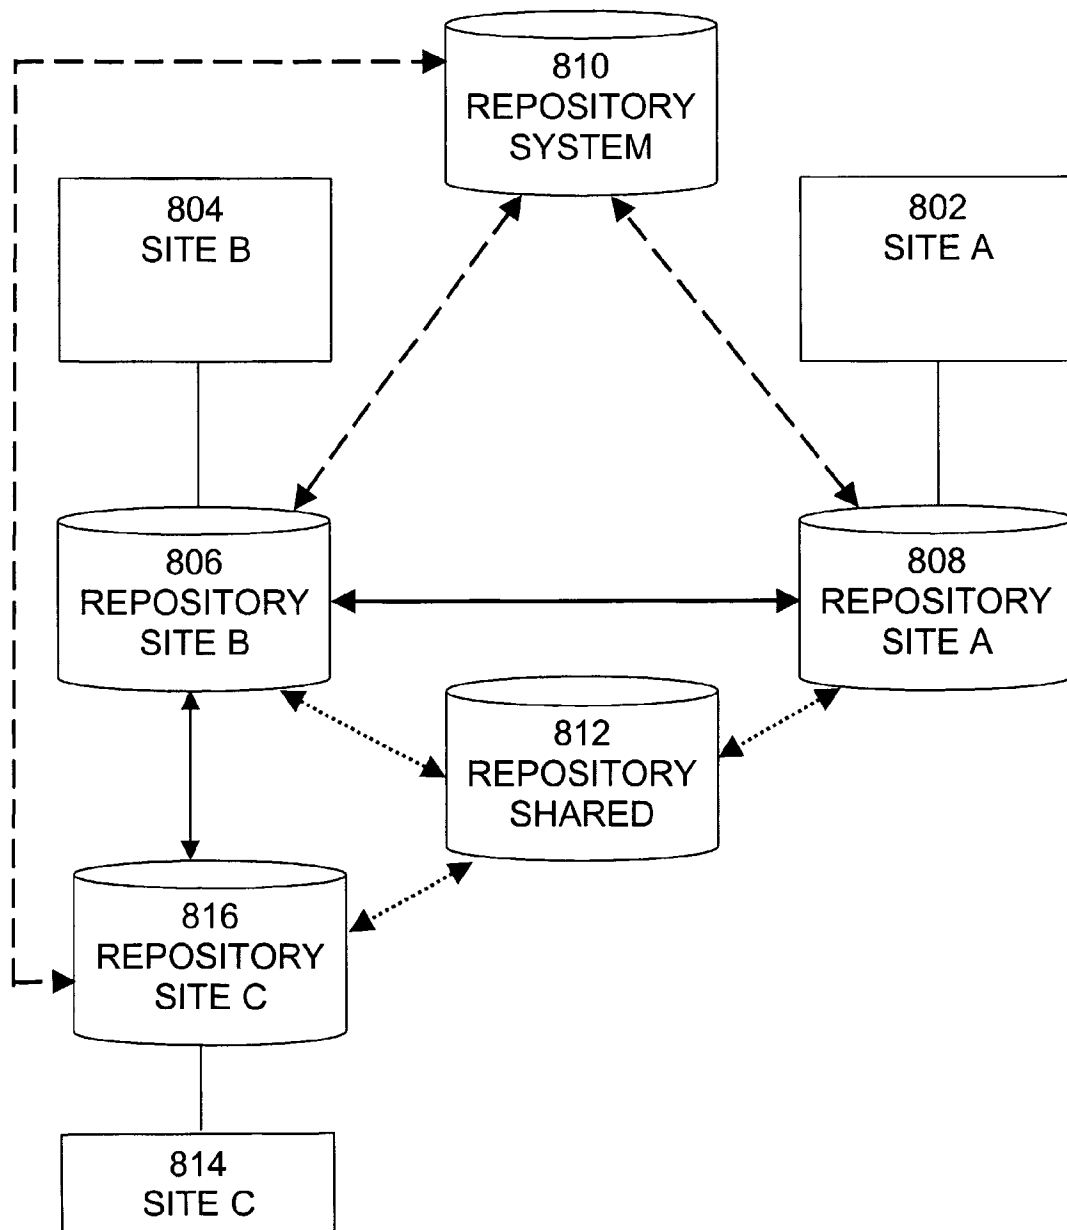 810
REPOSITORY
SYSTEM
804
SITE B
802
SITE A
806
REPOSITORY
SITE B
808
REPOSITORY
SITE A
812
REPOSITORY
SHARED
816
REPOSITORY
SITE C
814
SITE C